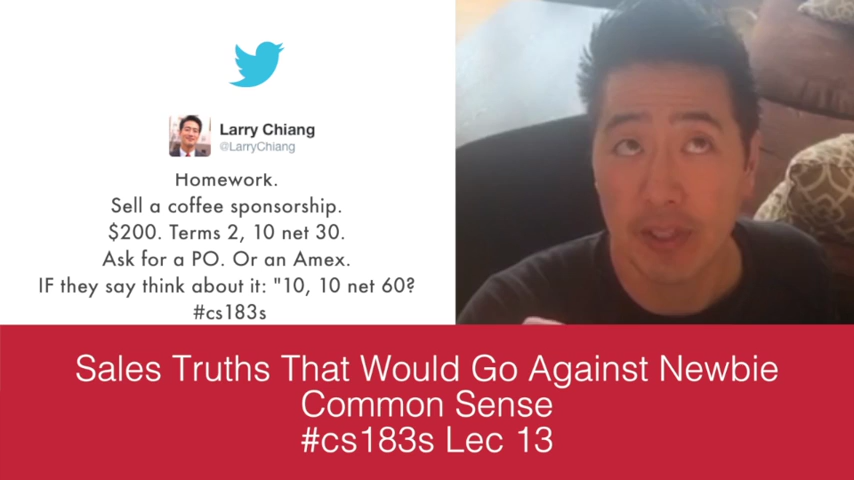 Larry Chiang
@LarryChiang
Homework.
Sell a coffee sponsorship.
$200. Terms 2, 10 net 30.
Ask for a PO. Or an Amex.
IF they say think about it: "10, 10 net 60?
#cs183s
Sales Truths That Would Go Against Newbie
Common Sense
#cs183s Lec 13